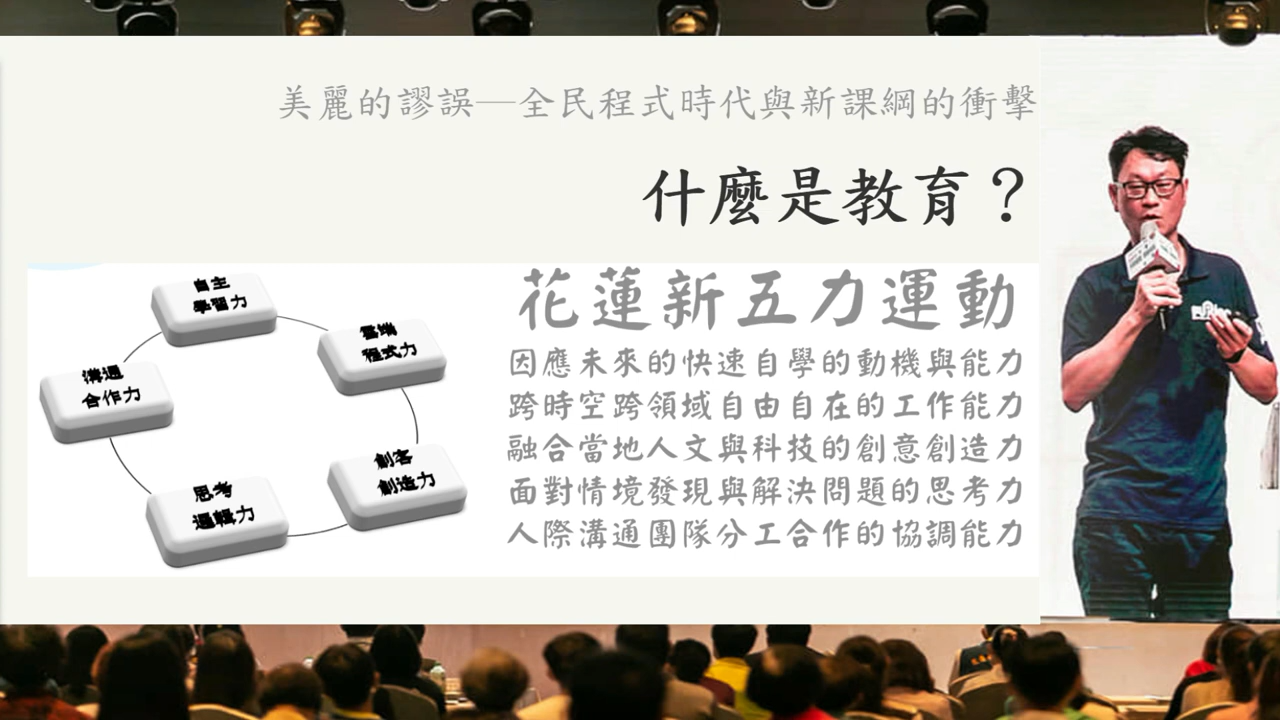 美麗的謬誤—全民程式時代與新課綱的衝擊
什麼是教育？
花蓮新五力運動
因應未來的快速自學的動機與能力
跨時空跨領域自由自在的工作能力
融合當地人文與科技的創意創造力
面對情境發現與解決問題的思考力
人際溝通團隊分工合作的協調能力
自主
學習力
雲端
程式力
溝通
合作力
創客
創造力
思考
邏輯力